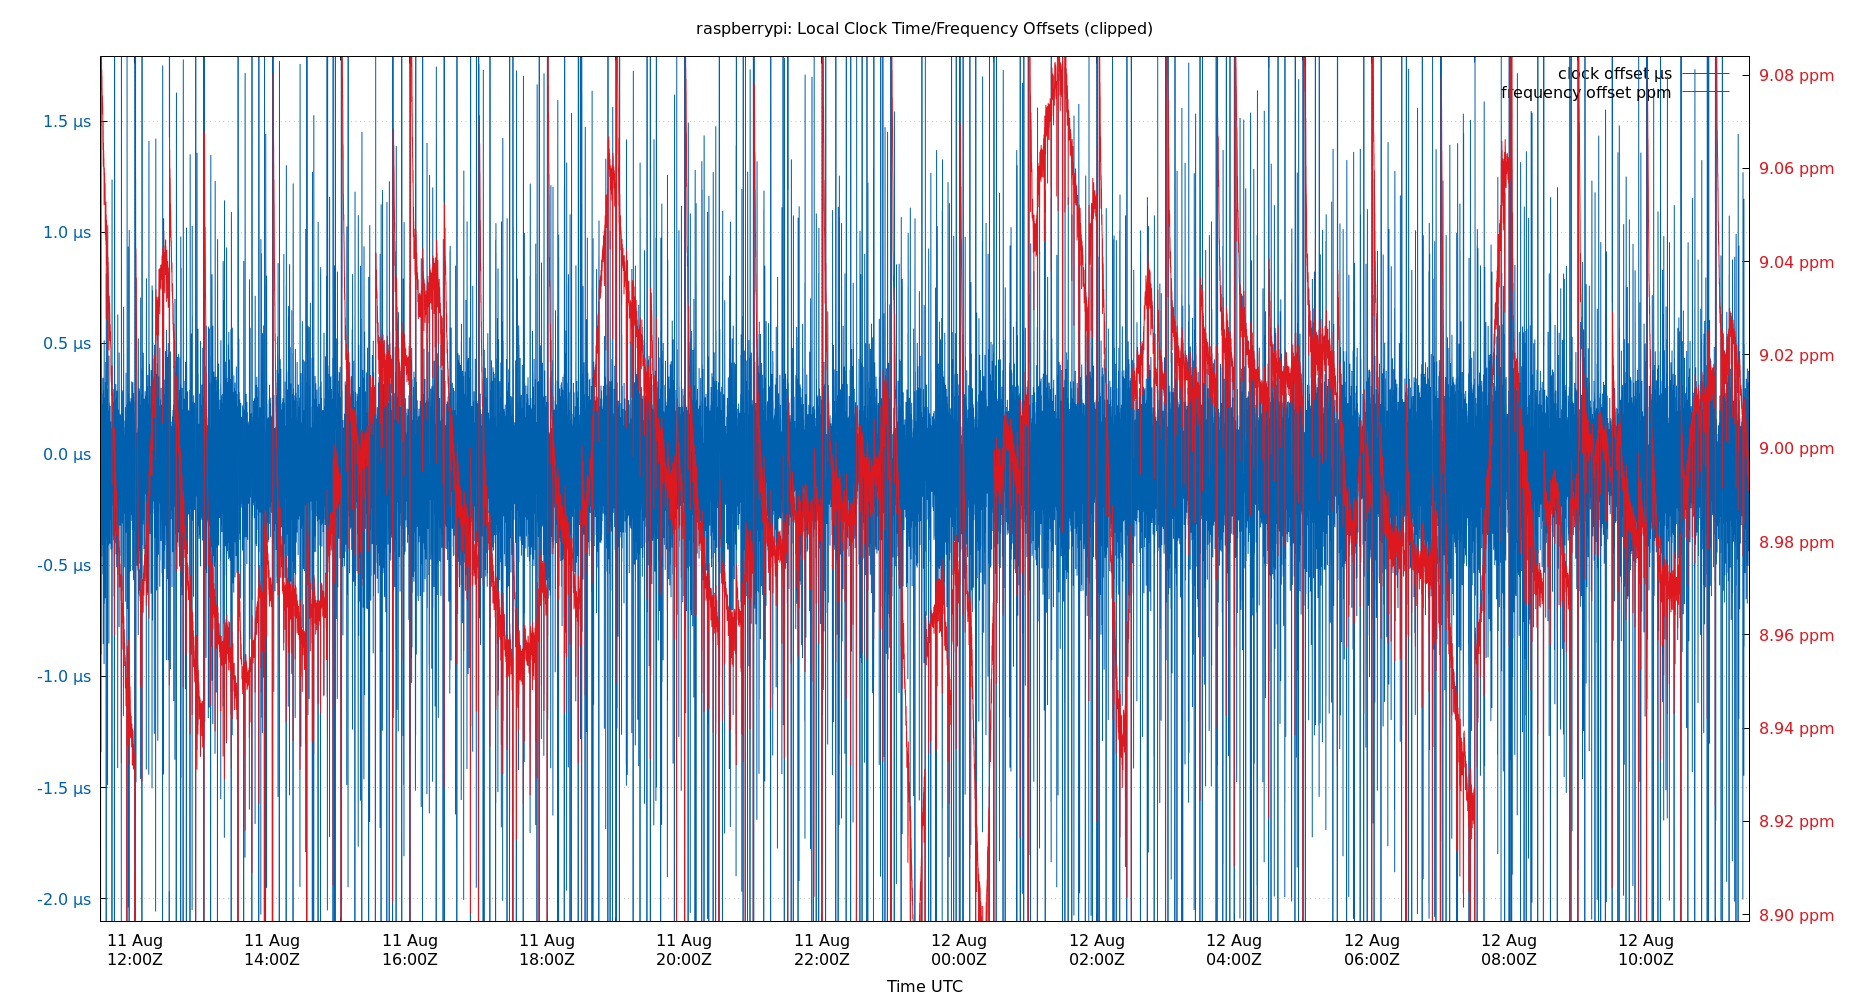 raspberrypi: Local Clock Time/Frequency Offsets (clipped)
clock offset µs
frequency offset ppm
1.5 µs
1.0 µs
0.5 µs
0.0 µs
-0.5 µs
-1.0 µs
-1.5 µs
-2.0 µs
9.08 ppm
9.06 ppm
9.04 ppm
9.02 ppm
9.00 ppm
8.98 ppm
8.96 ppm
8.94 ppm
8.92 ppm
8.90 ppm
11 Aug 11 Aug 11 Aug 11 Aug 11 Aug 11 Aug 12 Aug 12 Aug 12 Aug 12 Aug 12 Aug 12 Aug
12:00Z 14:00Z 16:00Z 18:00Z 20:00Z 22:00Z 00:00Z 02:00Z 04:00Z 06:00Z 08:00Z 10:00Z
Time UTC